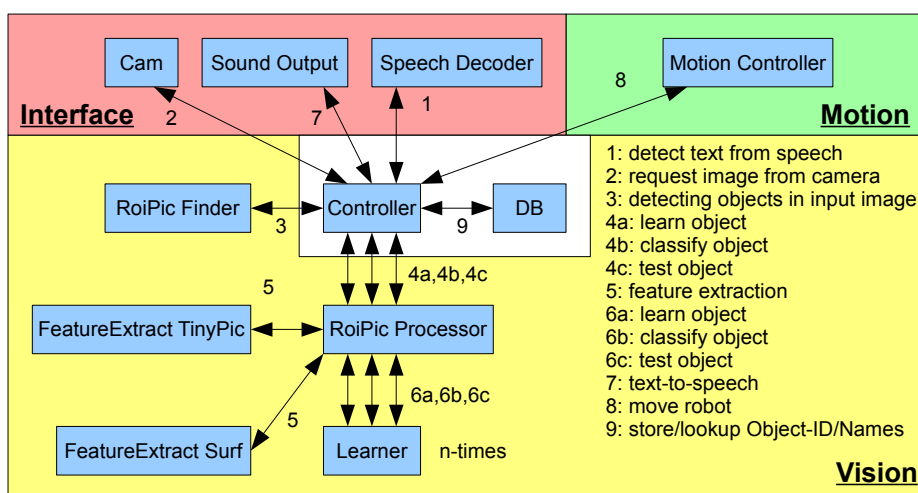 Cam
Sound Output
Speech Decoder
Motion Controller
Interface
2
7
1
8
Motion
RoiPic Finder
3
Controller
9
DB
4a,4b,4c
5
FeatureExtract TinyPic
RoiPic Processor
5
6a,6b,6c
FeatureExtract Surf
Learner
n-times
1: detect text from speech
2: request image from camera
3: detecting objects in input image
4a: learn object
4b: classify object
4c: test object
5: feature extraction
6a: learn object
6b: classify object
6c: test object
7: text-to-speech
8: move robot
9: store/lookup Object-ID/Names
Vision